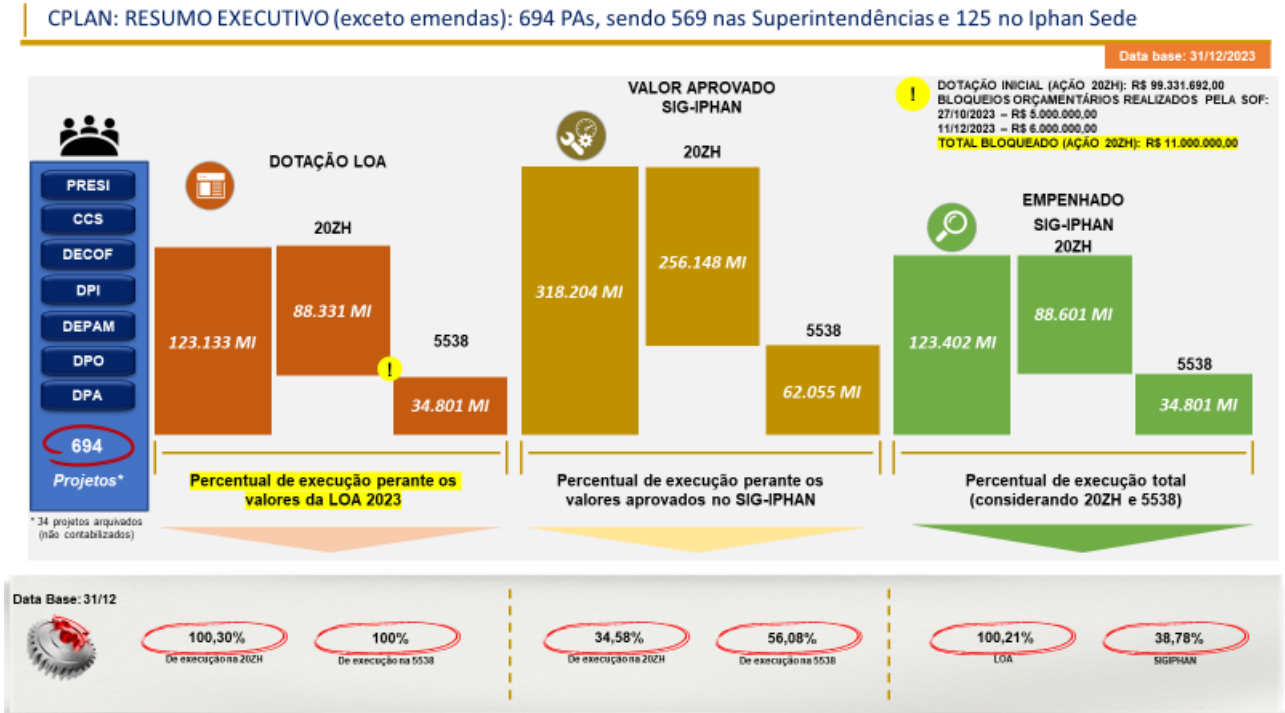 CPLAN: RESUMO EXECUTIVO (exceto emendas): 694 PAs, sendo 569 nas Superintendências e 125 no Iphan Sede
Data base: 31/12/2023
!
DOTAÇÃO INICIAL (AÇÃO 20ZH): R$ 99.331.692,00
BLOQUEIOS ORÇAMENTÁRIOS REALIZADOS PELA SOF:
27/10/2023 – R$ 5.000.000,00
11/12/2023 – R$ 6.000.000,00
TOTAL BLOQUEADO (AÇÃO 20ZH): R$ 11.000.000,00
PRESI
CCS
DECOF
DPI
DEPAM
DPO
DPA
694
Projetos*
* 34 projetos arquivados
(não contabilizados)
DOTAÇÃO LOA
20ZH
123.133 MI
88.331 MI
!
5538
34.801 MI
Percentual de execução perante os
valores da LOA 2023
VALOR APROVADO
SIG-IPHAN
20ZH
318.204 MI
256.148 MI
5538
62.055 MI
Percentual de execução perante os
valores aprovados no SIG-IPHAN
EMPENHADO
SIG-IPHAN
20ZH
123.402 MI
88.601 MI
5538
34.801 MI
Percentual de execução total
(considerando 20ZH e 5538)
Data Base: 31/12
100,30%
De execução na 20ZH
100%
De execução na 5538
34,58%
De execução na 20ZH
56,08%
De execução na 5538
100,21%
LOA
38,78%
SIGIPHAN